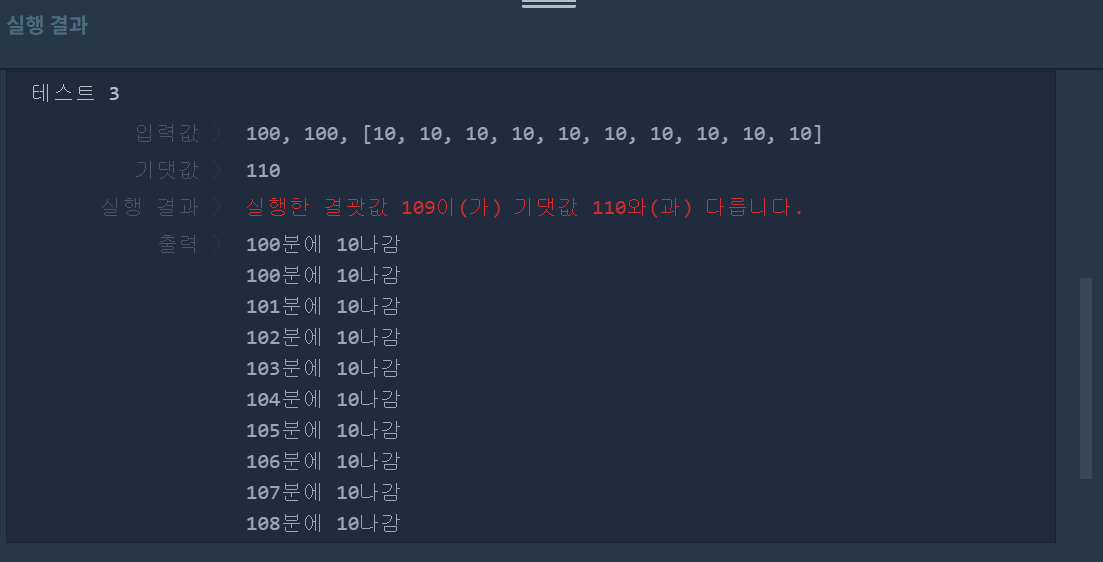 실행 결과
테스트 3
입력값 〉 100, 100, [10, 10, 10, 10, 10, 10, 10, 10, 10, 10]
기댓값 〉 110
실행 결과 〉 실행한 결괏값 109이(가) 기댓값 110와(과) 다릅니다.
출력 〉 100분에 10나감
100분에 10나감
101분에 10나감
102분에 10나감
103분에 10나감
104분에 10나감
105분에 10나감
106분에 10나감
107분에 10나감
108분에 10나감